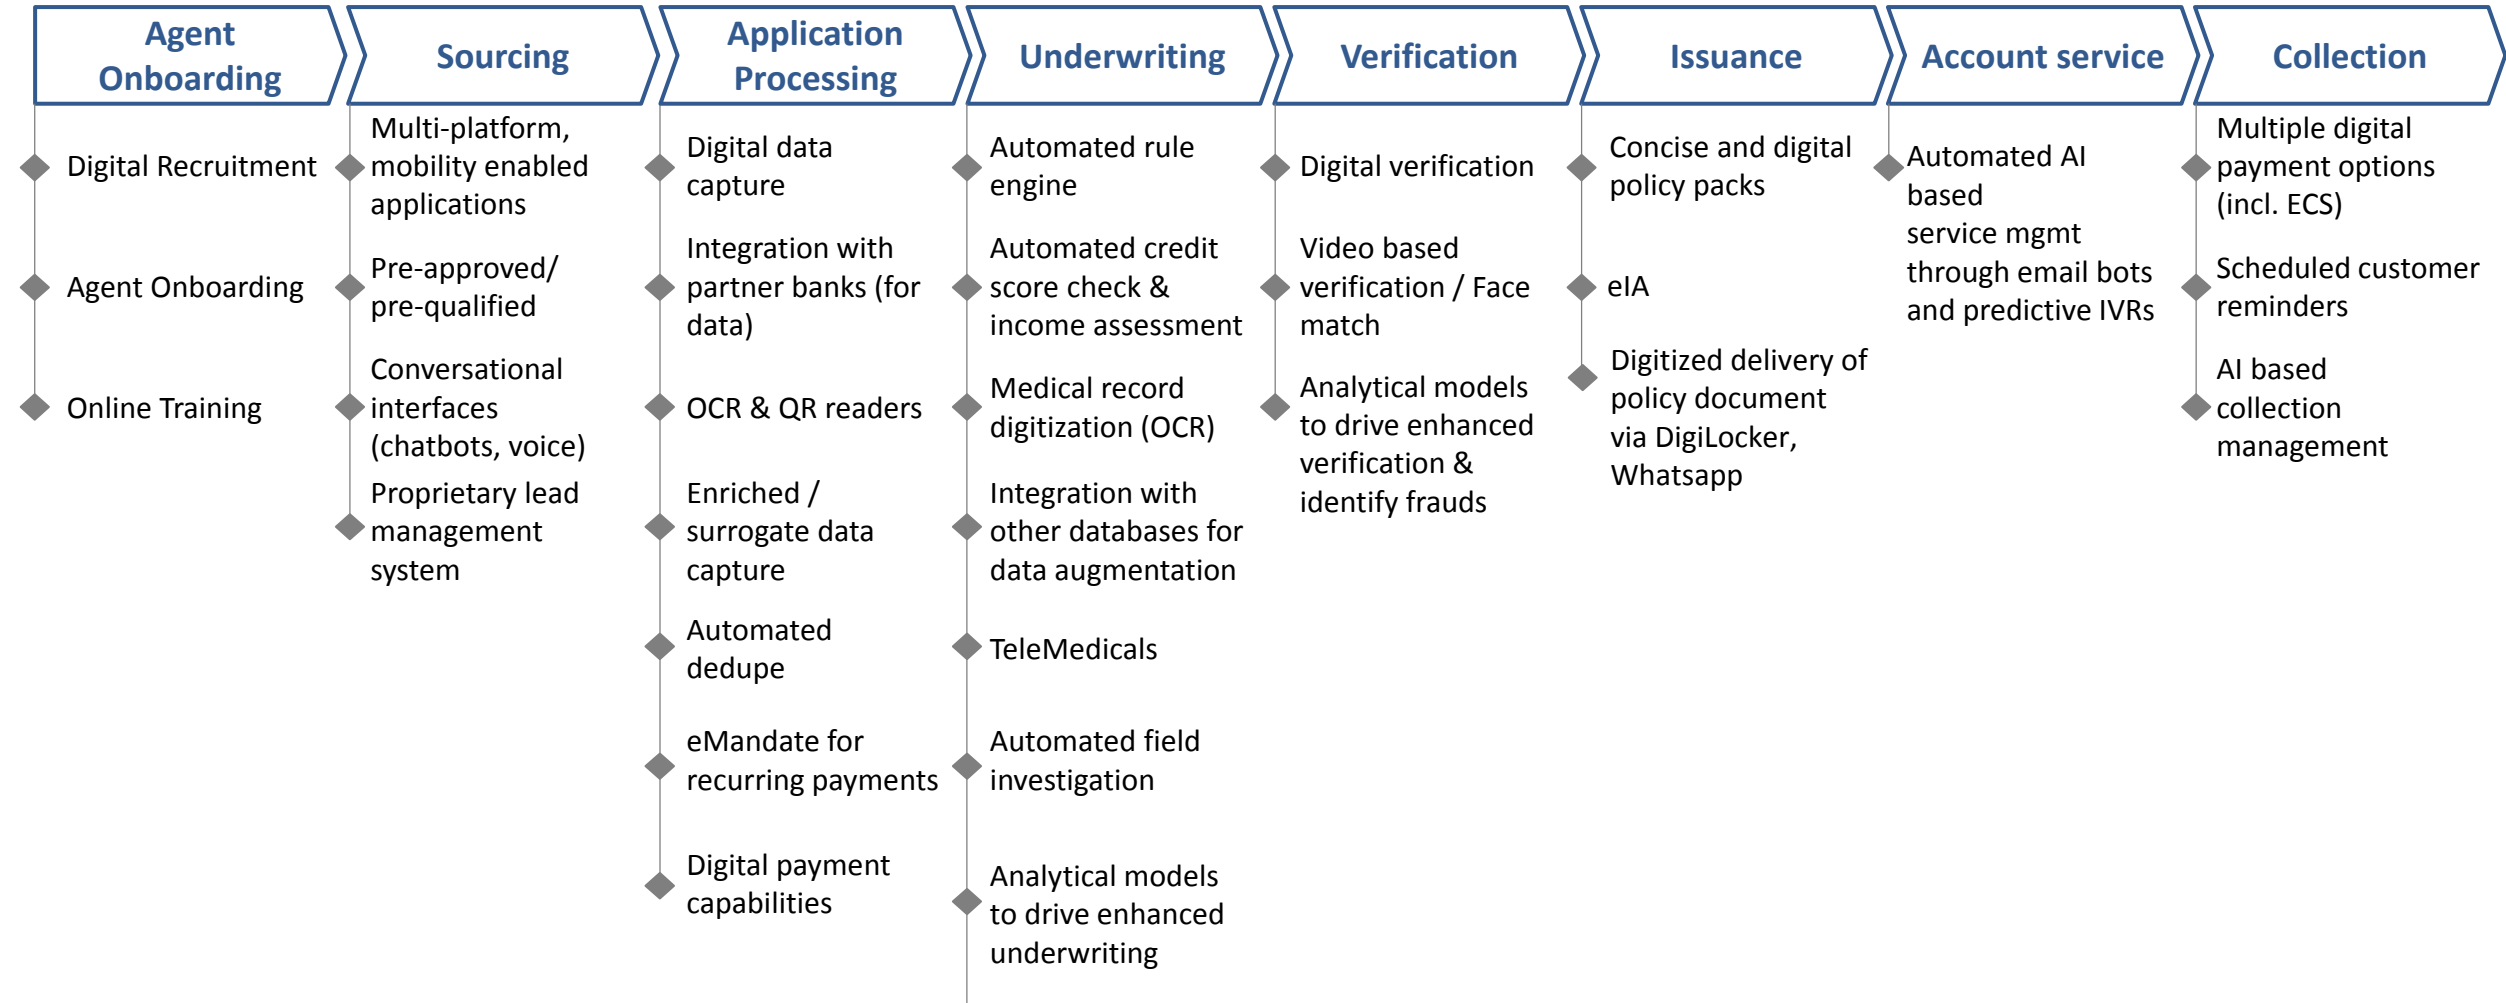 Agent
Onboarding
Sourcing
Application
Processing
Underwriting
Verification
Issuance
Account service
Collection
Digital Recruitment
Agent Onboarding
Online Training
Multi-platform,
mobility enabled
applications
Pre-approved/
pre-qualified
Conversational
interfaces
(chatbots, voice)
Proprietary lead
management
system
Digital data
capture
Integration with
partner banks (for
data)
OCR & QR readers
Enriched /
surrogate data
capture
Automated
dedupe
eMandate for
recurring payments
Digital payment
capabilities
Automated rule
engine
Automated credit
score check &
income assessment
Medical record
digitization (OCR)
Integration with
other databases for
data augmentation
TeleMedicals
Automated field
investigation
Analytical models
to drive enhanced
underwriting
Digital verification
Video based
verification / Face
match
Analytical models
to drive enhanced
verification &
identify frauds
Concise and digital
policy packs
eIA
Digitized delivery of
policy document
via DigiLocker,
Whatsapp
Automated AI
based
service mgmt
through email bots
and predictive IVRs
Multiple digital
payment options
(incl. ECS)
Scheduled customer
reminders
AI based
collection
management